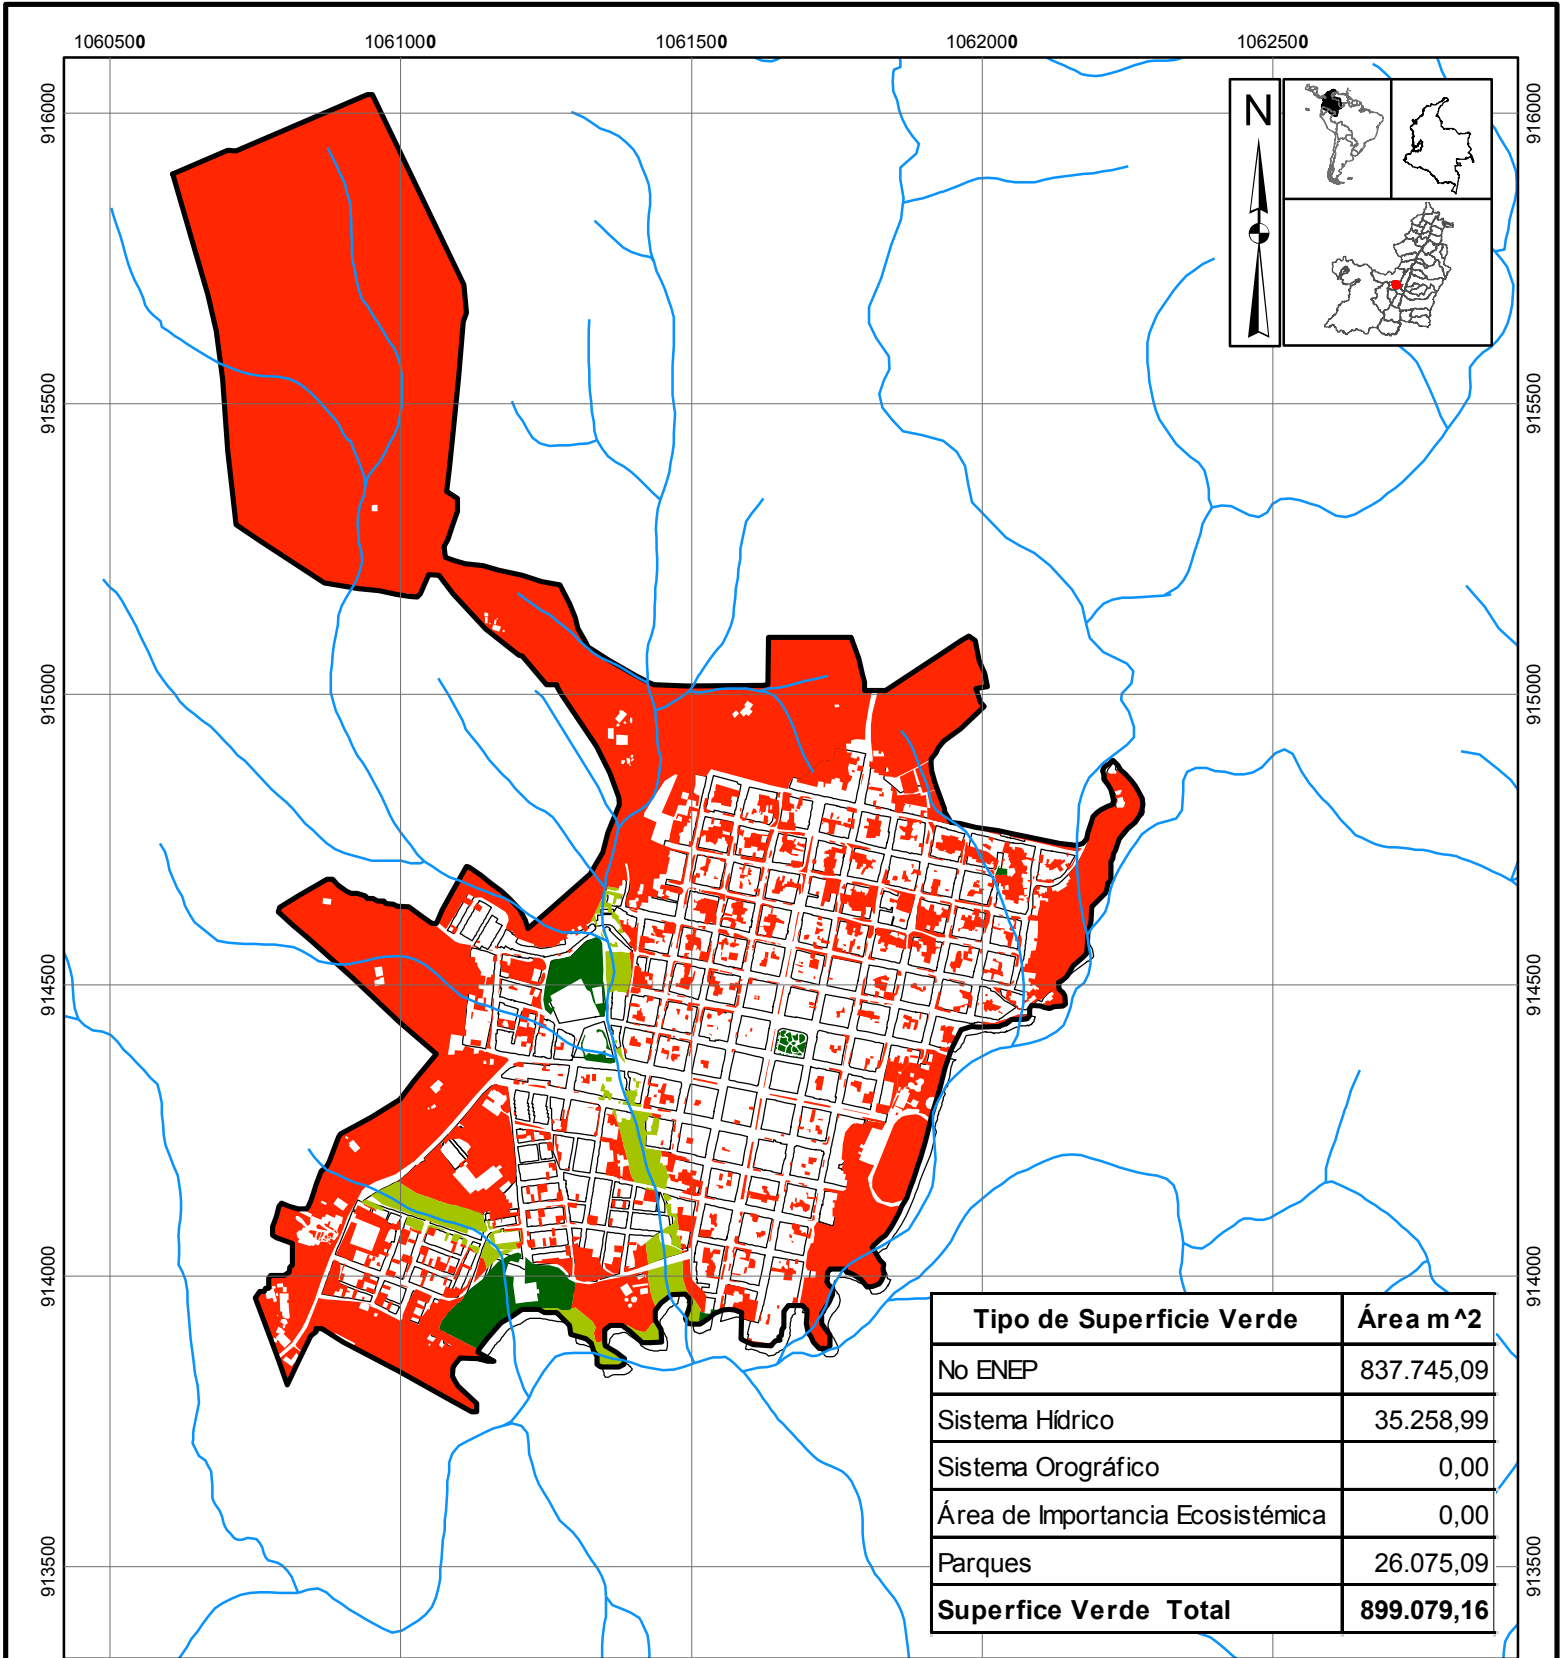 1060500 1061000 1061500 1062000 1062500
916000
915500
915000
914500
914000
913500
916000
915500
915000
914500
914000
913500
N
Tipo de Superficie Verde Área m^2
No ENEP 837.745,09
Sistema Hídrico 35.258,99
Sistema Orográfico 0,00
Área de Importancia Ecosistémica 0,00
Parques 26.075,09
Superfice Verde Total 899.079,16